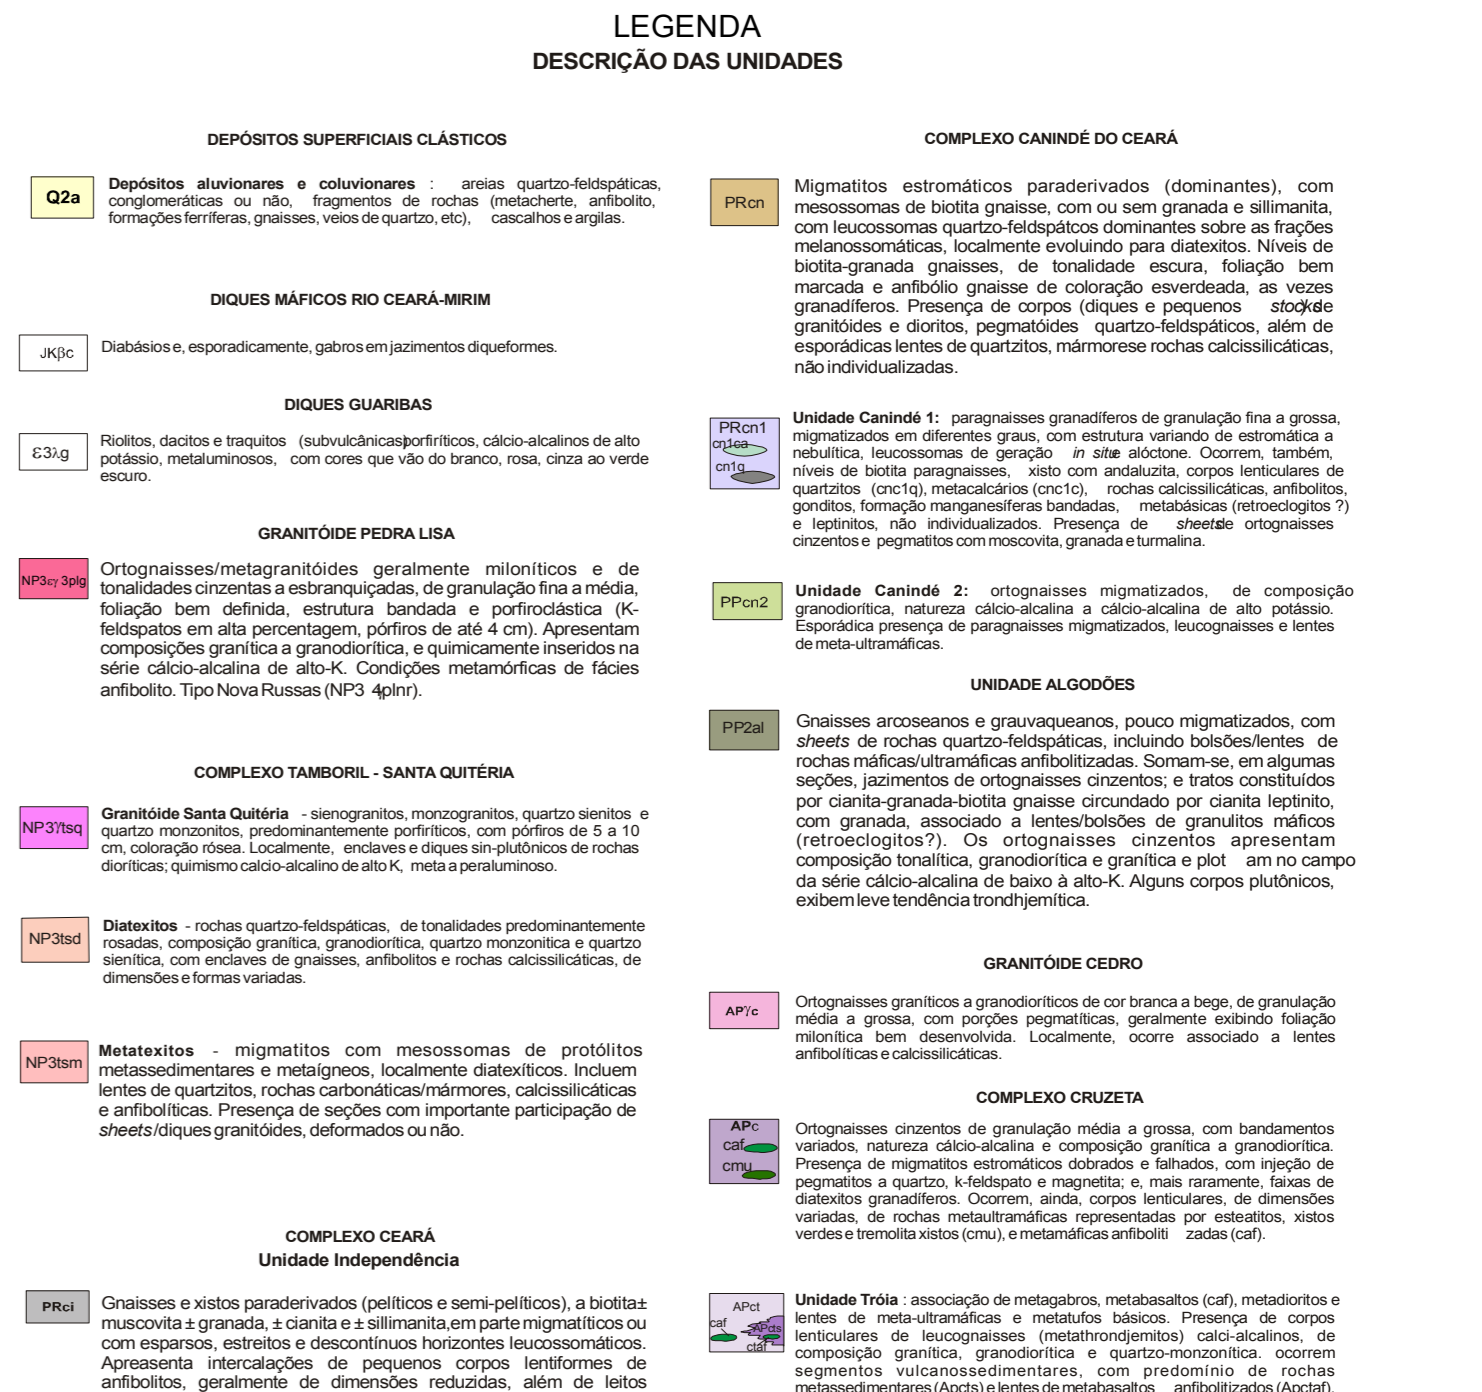 LEGENDA
DESCRIÇÃO DAS UNIDADES
DEPÓSITOS SUPERFICIAIS CLÁSTICOS
Q2a
Depósitos aluvionares e coluvionares : areias quartzo-feldspáticas,
conglomeráticas ou não, fragmentos de rochas (metacherte, anfibolito,
formações ferríferas, gnaisses, veios de quartzo, etc), cascalhos e argilas.
DIQUES MÁFICOS RIO CEARÁ-MIRIM
JKβc
Diabásios e, esporadicamente, gabros em jazimentos diqueformes.
DIQUES GUARIBAS
Ɛ3λg
Riolitos, dacitos e traquitos (subvulcânicas)porfiríticos, cálcio-alcalinos de alto
potássio, metaluminosos, com cores que vão do branco, rosa, cinza ao verde
escuro.
GRANITÓIDE PEDRA LISA
NP3εγ 3plg
Ortognaisses/metagranitóides geralmente miloníticos e de
tonalidades cinzentas a esbranquiçadas, de granulação fina a média,
foliação bem definida, estrutura bandada e porfiroclástica (K-
feldspatos em alta percentagem, pórfiros de até 4 cm). Apresentam
composições granítica a granodiorítica, e quimicamente inseridos na
série cálcio-alcalina de alto-K. Condições metamórficas de fácies
anfibolito. Tipo Nova Russas (NP3 4plnr).
COMPLEXO TAMBORIL - SANTA QUITÉRIA
NP3γtsq
Granitóide Santa Quitéria - sienogranitos, monzogranitos, quartzo sienitos e
quartzo monzonitos, predominantemente porfiríticos, com pórfiros de 5 a 10
cm, coloração rósea. Localmente, enclaves e diques sin-plutônicos de rochas
dioríticas; quimismo calcio-alcalino de alto K, meta a peraluminoso.
NP3tsd
Diatexitos - rochas quartzo-feldspáticas, de tonalidades predominantemente
rosadas, composição granítica, granodiorítica, quartzo monzonitica e quartzo
sienítica, com enclaves de gnaisses, anfibolitos e rochas calcissilicáticas, de
dimensões e formas variadas.
NP3tsm
Metatexitos - migmatitos com mesossomas de protólitos
metassedimentares e metaígneos, localmente diatexíticos. Incluem
lentes de quartzitos, rochas carbonáticas/mármores, calcissilicáticas
e anfibolíticas. Presença de seções com importante participação de
sheets/diques granitóides, deformados ou não.
COMPLEXO CEARÁ
Unidade Independência
PRci
Gnaisses e xistos paraderivados (pelíticos e semi-pelíticos), a biotita±
muscovita ± granada, ± cianita e ± sillimanita,em parte migmatíticos ou
com esparsos, estreitos e descontínuos horizontes leucossomáticos.
Apreasenta intercalações de pequenos corpos lentiformes de
anfibolitos, geralmente de dimensões reduzidas, além de leitos
COMPLEXO CANINDÉ DO CEARÁ
PRcn
Migmatitos estromáticos paraderivados (dominantes), com
mesossomas de biotita gnaisse, com ou sem granada e sillimanita,
com leucossomas quartzo-feldspátcos dominantes sobre as frações
melanossomáticas, localmente evoluindo para diatexitos. Níveis de
biotita-granada gnaisses, de tonalidade escura, foliação bem
marcada e anfibólio gnaisse de coloração esverdeada, as vezes
granadíferos. Presença de corpos (diques e pequenos stocks)de
granitóides e dioritos, pegmatóides quartzo-feldspáticos, além de
esporádicas lentes de quartzitos, mármorese rochas calcissilicáticas,
não individualizadas.
PRcn1
cn1ca
cn1q
Unidade Canindé 1: paragnaisses granadíferos de granulação fina a grossa,
migmatizados em diferentes graus, com estrutura variando de estromática a
nebulítica, leucossomas de geração in situe alóctone. Ocorrem, também,
níveis de biotita paragnaisses, xisto com andaluzita, corpos lenticulares de
quartzitos (cnc1q), metacalcários (cnc1c), rochas calcissilicáticas, anfibolitos,
gonditos, formação manganesíferas bandadas, metabásicas (retroeclogitos ?)
e leptinitos, não individualizados. Presença de sheetsde ortognaisses
cinzentos e pegmatitos com moscovita, granada e turmalina.
PPcn2
Unidade Canindé 2: ortognaisses migmatizados, de composição
granodiorítica, natureza cálcio-alcalina a cálcio-alcalina de alto potássio.
Esporádica presença de paragnaisses migmatizados, leucognaisses e lentes
de meta-ultramáficas.
UNIDADE ALGODÕES
PP2al
Gnaisses arcoseanos e grauvaqueanos, pouco migmatizados, com
sheets de rochas quartzo-feldspáticas, incluindo bolsões/lentes de
rochas máficas/ultramáficas anfibolitizadas. Somam-se, em algumas
seções, jazimentos de ortognaisses cinzentos; e tratos constituídos
por cianita-granada-biotita gnaisse circundado por cianita leptinito,
com granada, associado a lentes/bolsões de granulitos máficos
(retroeclogitos?). Os ortognaisses cinzentos apresentam
composição tonalítica, granodiorítica e granítica e plot am no campo
da série cálcio-alcalina de baixo à alto-K. Alguns corpos plutônicos,
exibem leve tendência trondhjemítica.
GRANITÓIDE CEDRO
APγc
Ortognaisses graníticos a granodioríticos de cor branca a bege, de granulação
média a grossa, com porções pegmatíticas, geralmente exibindo foliação
milonítica bem desenvolvida. Localmente, ocorre associado a lentes
anfibolíticas e calcissilicáticas.
COMPLEXO CRUZETA
APc
caf
cmu
Ortognaisses cinzentos de granulação média a grossa, com bandamentos
variados, natureza cálcio-alcalina e composição granítica a granodiorítica.
Presença de migmatitos estromáticos dobrados e falhados, com injeção de
pegmatitos a quartzo, k-feldspato e magnetita; e, mais raramente, faixas de
diatexitos granadíferos. Ocorrem, ainda, corpos lenticulares, de dimensões
variadas, de rochas metaultramáficas representadas por esteatitos, xistos
verdes e tremolita xistos (cmu), e metamáficas anfiboliti zadas (caf).
APct
caf
APcts
ctaf
Unidade Tróia : associação de metagabros, metabasaltos (caf), metadioritos e
lentes de meta-ultramáficas e metatufos básicos. Presença de corpos
lenticulares de leucognaisses (metathrondjemitos) calci-alcalinos, de
composição granítica, granodiorítica e quartzo-monzonítica. ocorrem
segmentos vulcanossedimentares, com predomínio de rochas
metassedimentares (Apcts) e lentes de metabasaltos anfibolitizados (Apctaf).